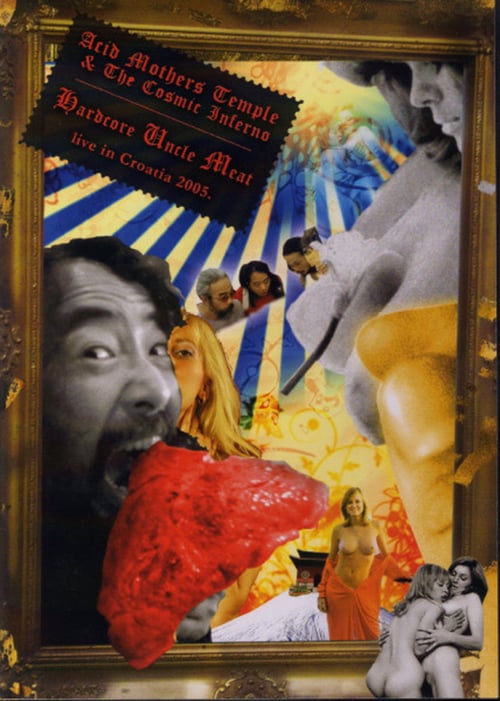 Acid Mothers Temple
& The Cosmic Inferno
Hardcore Uncle Meat
live in Croatia 2005.